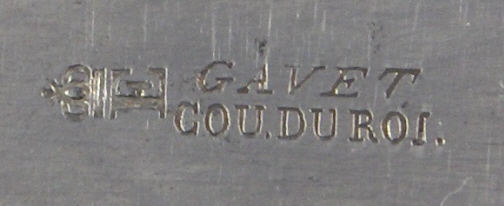 E GAVET
COU. DU ROI.